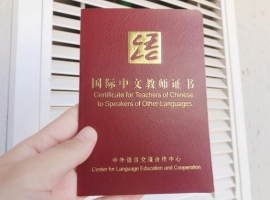 国际中文教师证书
Certificate for Teachers of Chinese
to Speakers of Other Languages
中外语言交流合作中心
Center for Language Education and Cooperation